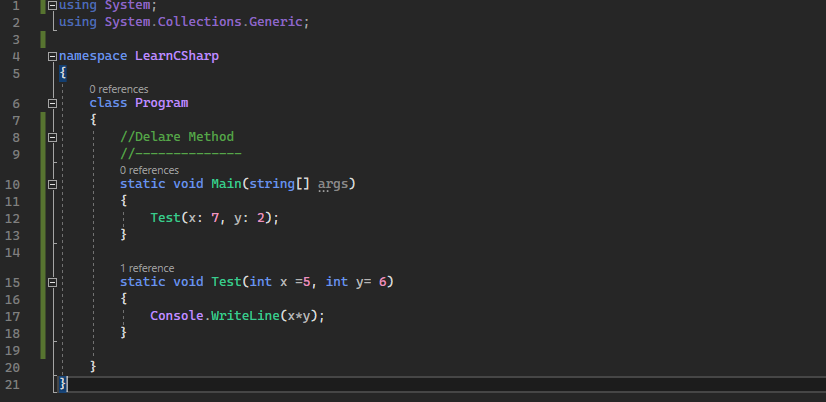 1 using System;
2 using System.Collections.Generic;
3
4 namespace LearnCSharp
5 {
0 references
6 class Program
7 {
8 //Delare Method
9 //--------------
0 references
10 static void Main(string[] args)
11 {
12 Test(x: 7, y: 2);
13 }
14
1 reference
15 static void Test(int x =5, int y= 6)
16 {
17 Console.WriteLine(x*y);
18 }
19
20 }
21 }